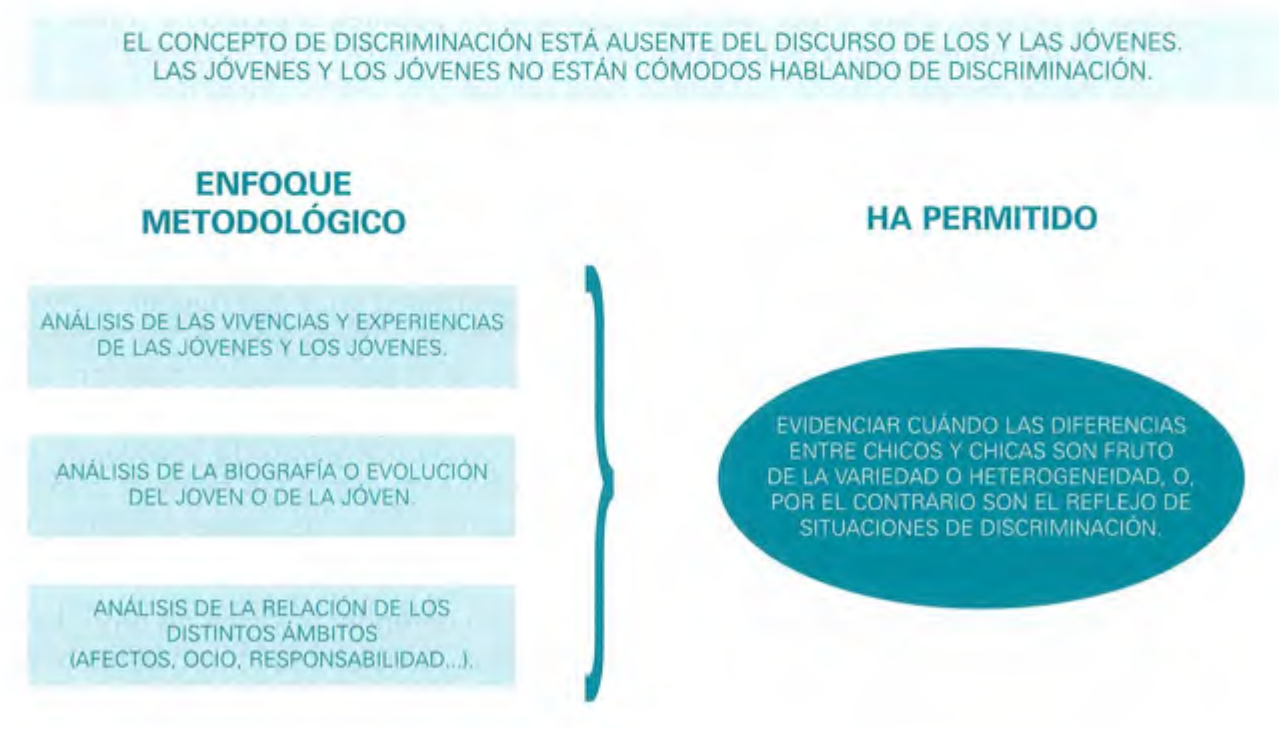 EL CONCEPTO DE DISCRIMINACIÓN ESTÁ AUSENTE DEL DISCURSO DE LOS Y LAS JÓVENES.
LAS JÓVENES Y LOS JÓVENES NO ESTÁN CÓMODOS HABLANDO DE DISCRIMINACIÓN.
ENFOQUE
METODOLÓGICO
ANÁLISIS DE LAS VIVENCIAS Y EXPERIENCIAS
DE LAS JÓVENES Y LOS JÓVENES.
ANÁLISIS DE LA BIOGRAFÍA O EVOLUCIÓN
DEL JOVEN O DE LA JÓVEN.
ANÁLISIS DE LA RELACIÓN DE LOS
DISTINTOS ÁMBITOS
(AFECTOS, OCIO, RESPONSABILIDAD...).
HA PERMITIDO
EVIDENCIAR CUÁNDO LAS DIFERENCIAS
ENTRE CHICOS Y CHICAS SON FRUTO
DE LA VARIEDAD O HETEROGENEIDAD, O,
POR EL CONTRARIO SON EL REFLEJO DE
SITUACIONES DE DISCRIMINACIÓN.